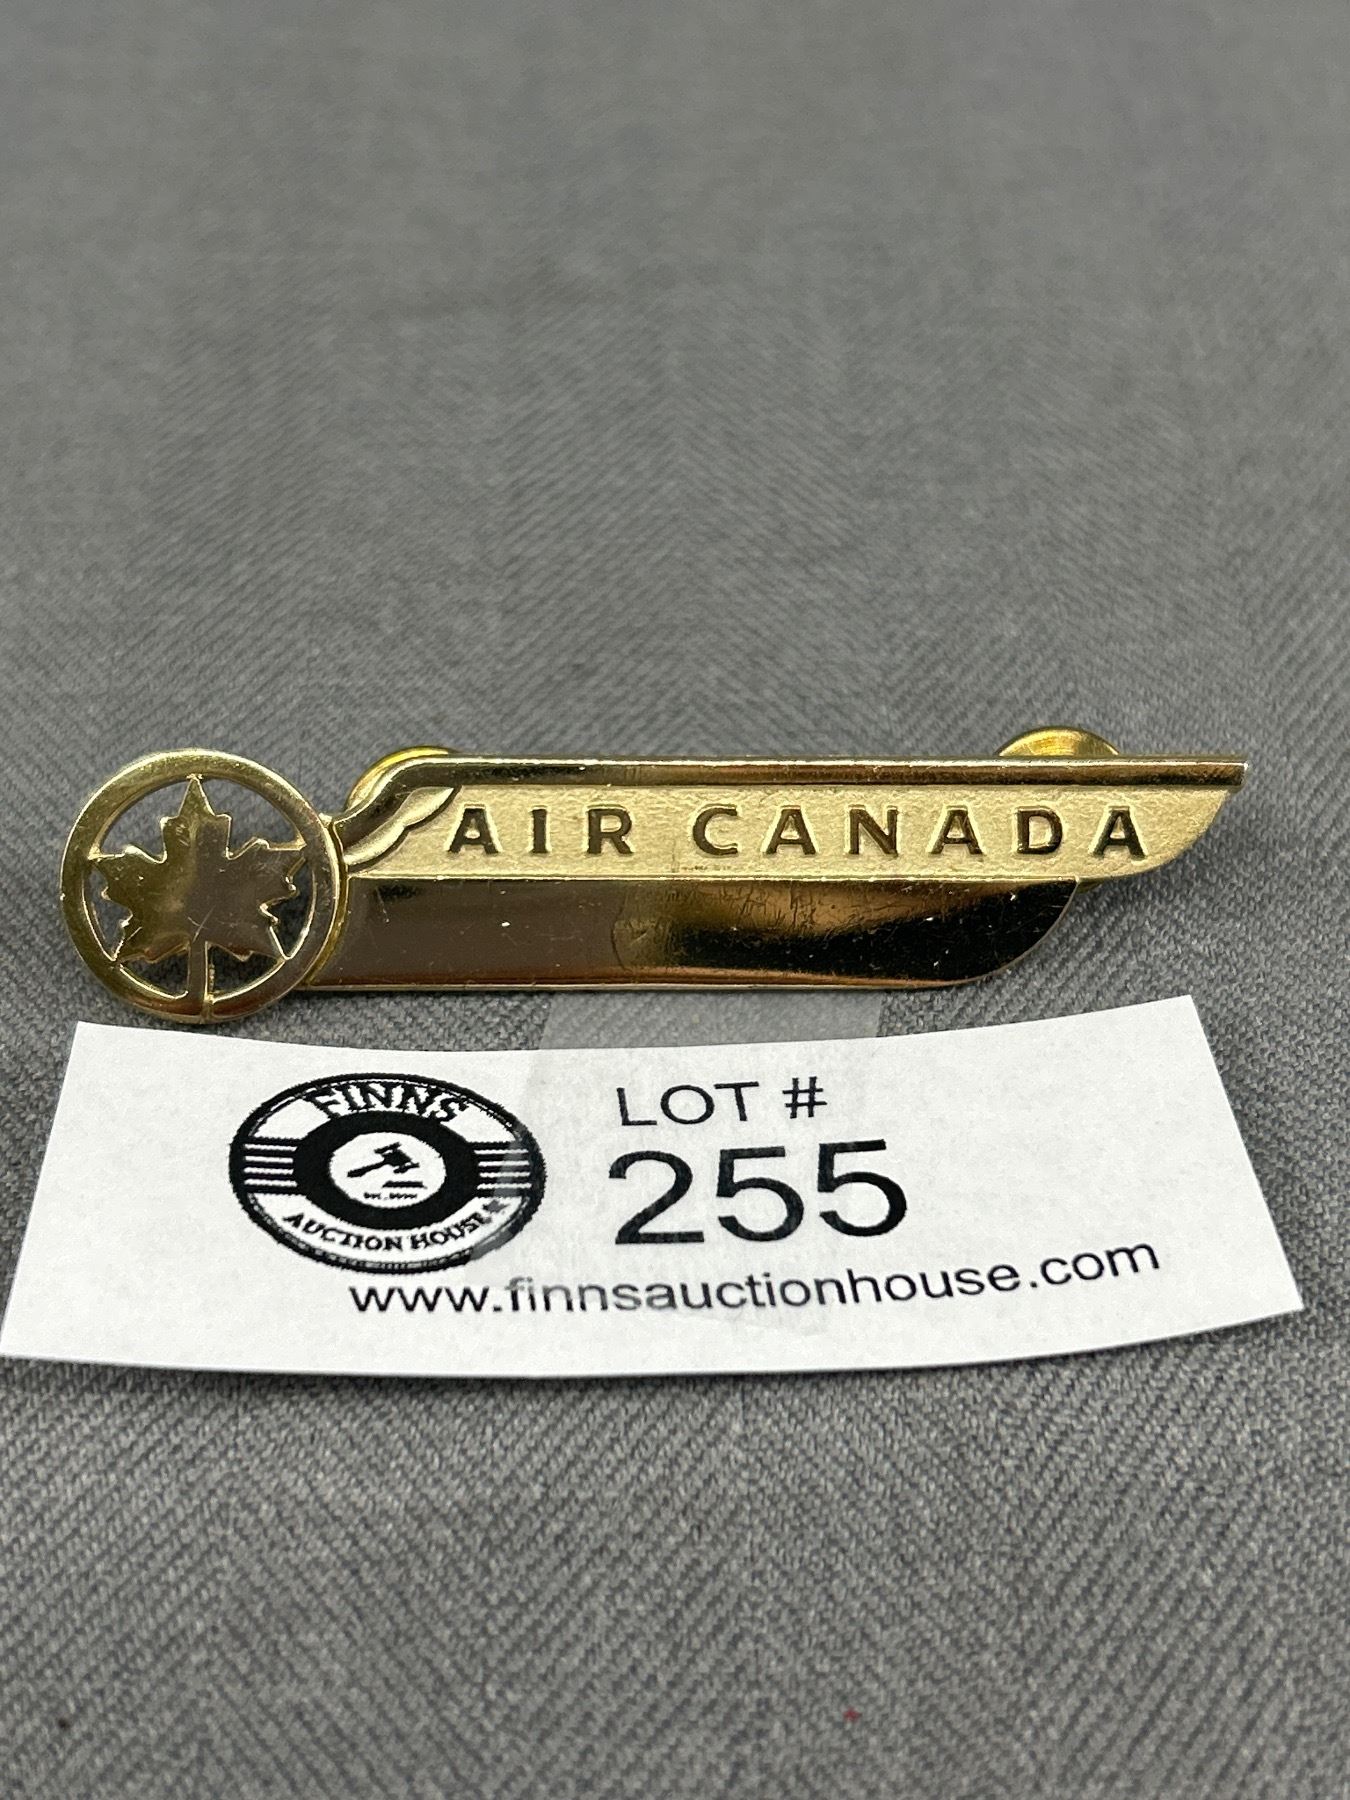 AIR CANADA
FINNS
AUCTION HOUSE
LOT #
255
www.finnsauctionhouse.com